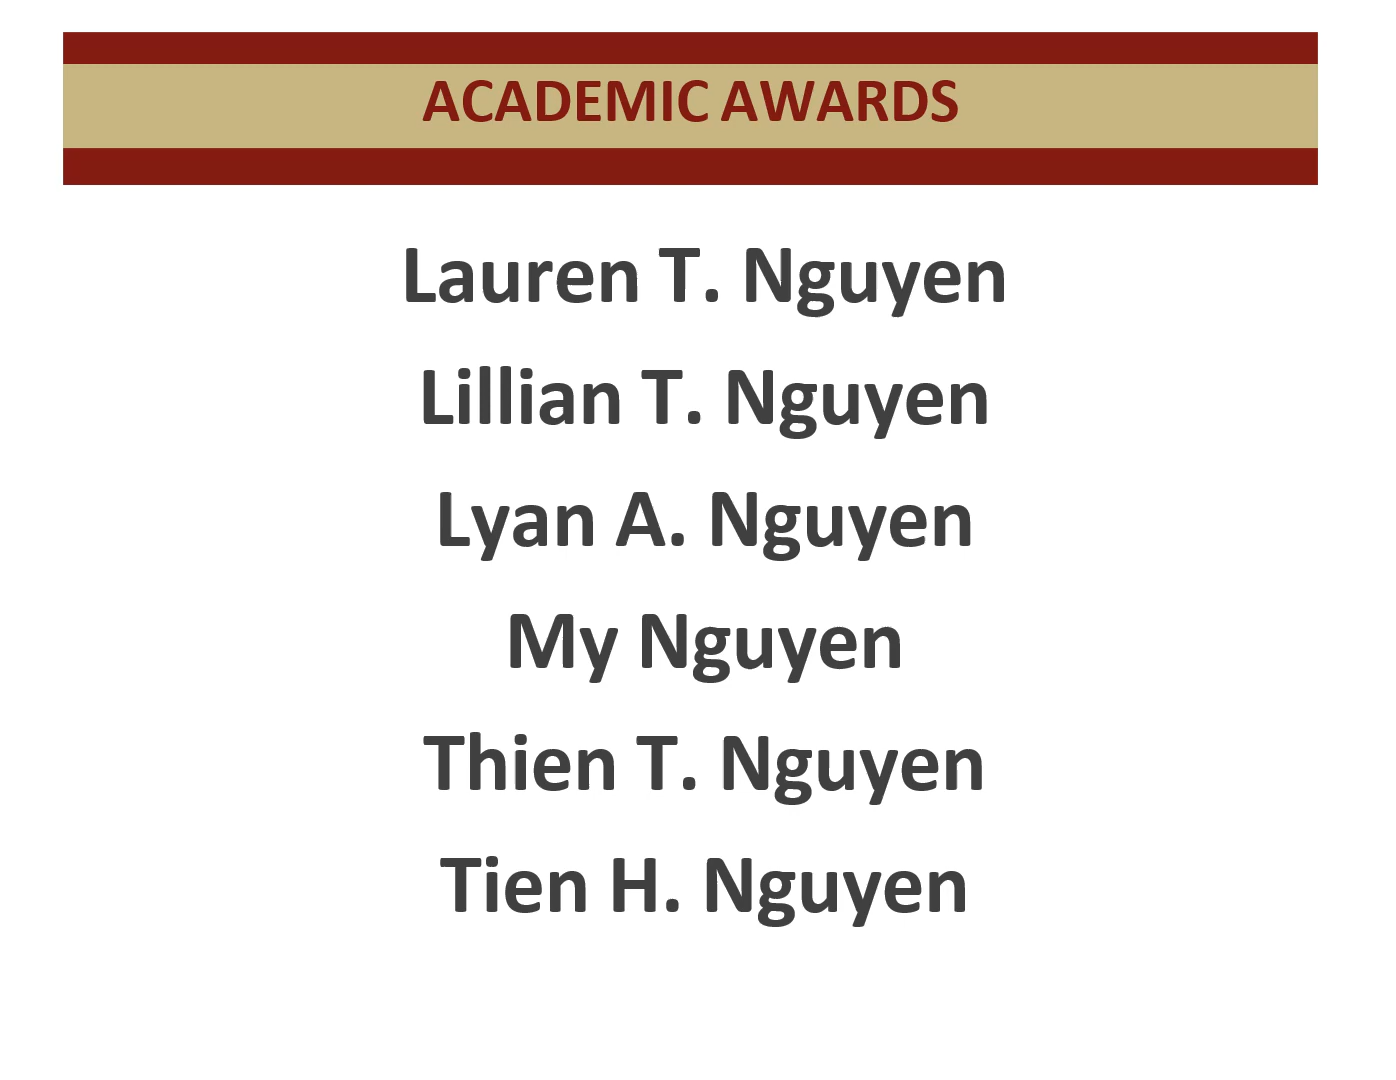 ACADEMIC AWARDS
Lauren T. Nguyen
Lillian T. Nguyen
Lyan A. Nguyen
My Nguyen
Thien T. Nguyen
Tien H. Nguyen